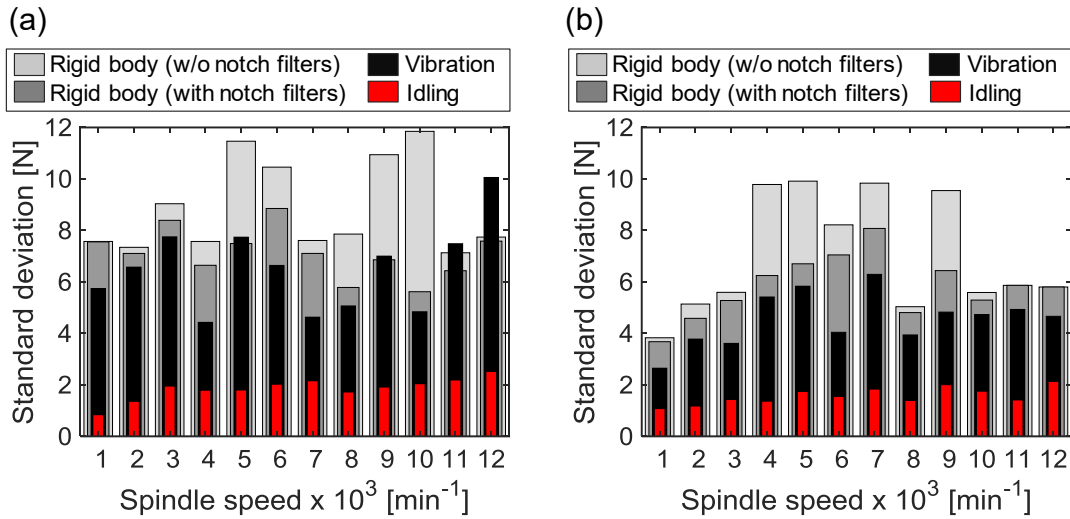 (a)
Rigid body (w/o notch filters) Vibration
Rigid body (with notch filters) Idling
12
10
8
6
4
2
0
Standard deviation [N]
1 2 3 4 5 6 7 8 9 10 11 12
Spindle speed x 10³ [min⁻¹]
(b)
Rigid body (w/o notch filters) Vibration
Rigid body (with notch filters) Idling
12
10
8
6
4
2
0
Standard deviation [N]
1 2 3 4 5 6 7 8 9 10 11 12
Spindle speed x 10³ [min⁻¹]